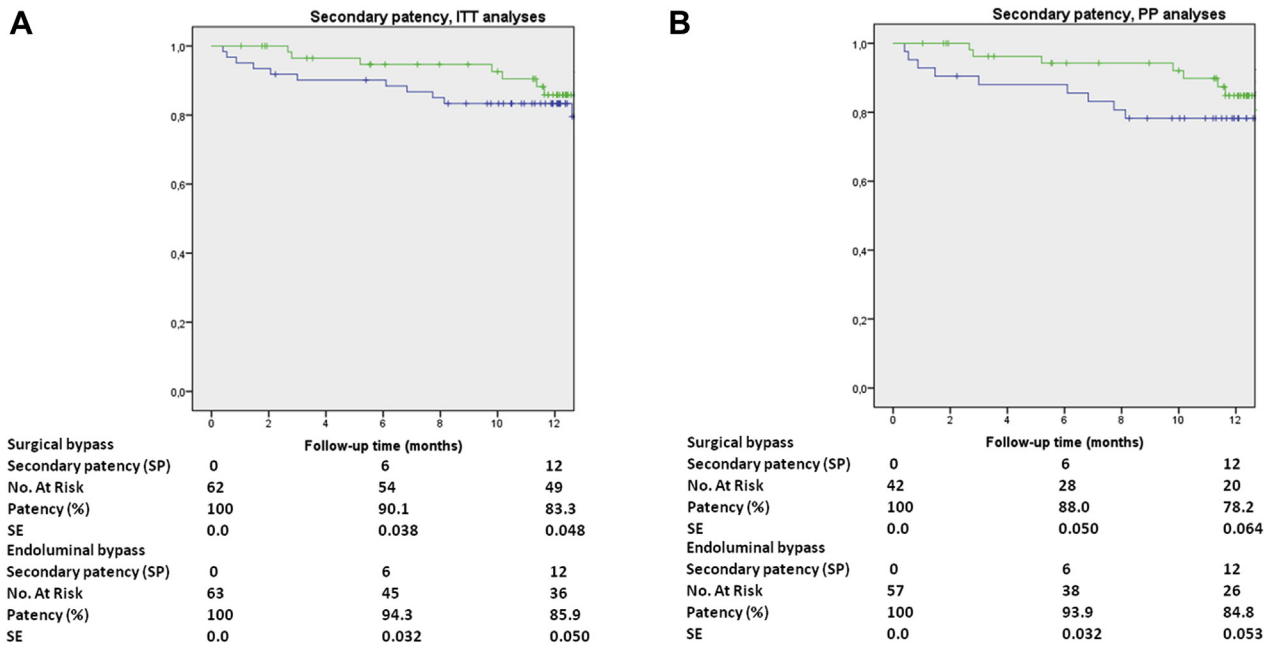 A
Secondary patency, ITT analyses
1,0
0,8
0,6
0,4
0,2
0,0
0 2 4 6 8 10 12
Follow-up time (months)
Surgical bypass
Secondary patency (SP) 0 6 12
No. At Risk 62 54 49
Patency (%) 100 90.1 83.3
SE 0.0 0.038 0.048
Endoluminal bypass
Secondary patency (SP) 0 6 12
No. At Risk 63 45 36
Patency (%) 100 94.3 85.9
SE 0.0 0.032 0.050
B
Secondary patency, PP analyses
1,0
0,8
0,6
0,4
0,2
0,0
0 2 4 6 8 10 12
Follow-up time (months)
Surgical bypass
Secondary patency (SP) 0 6 12
No. At Risk 42 28 20
Patency (%) 100 88.0 78.2
SE 0.0 0.050 0.064
Endoluminal bypass
Secondary patency (SP) 0 6 12
No. At Risk 57 38 26
Patency (%) 100 93.9 84.8
SE 0.0 0.032 0.053